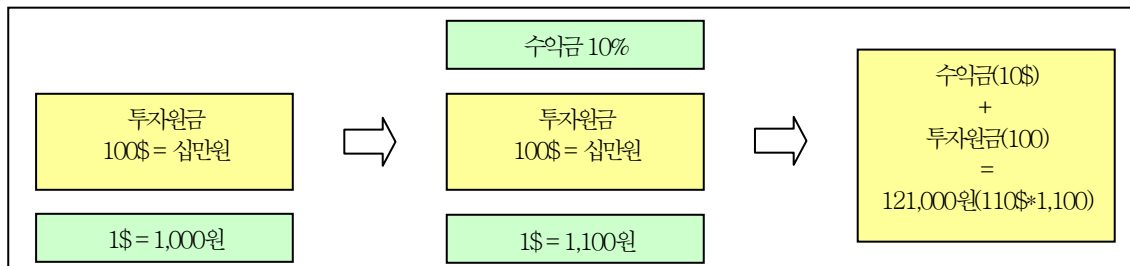 투자원금
100$ = 십만원
1$ = 1,000원
수익금 10%
투자원금
100$ = 십만원
1$ = 1,100원
수익금(10$)
+
투자원금(100)
=
121,000원(110$*1,100)